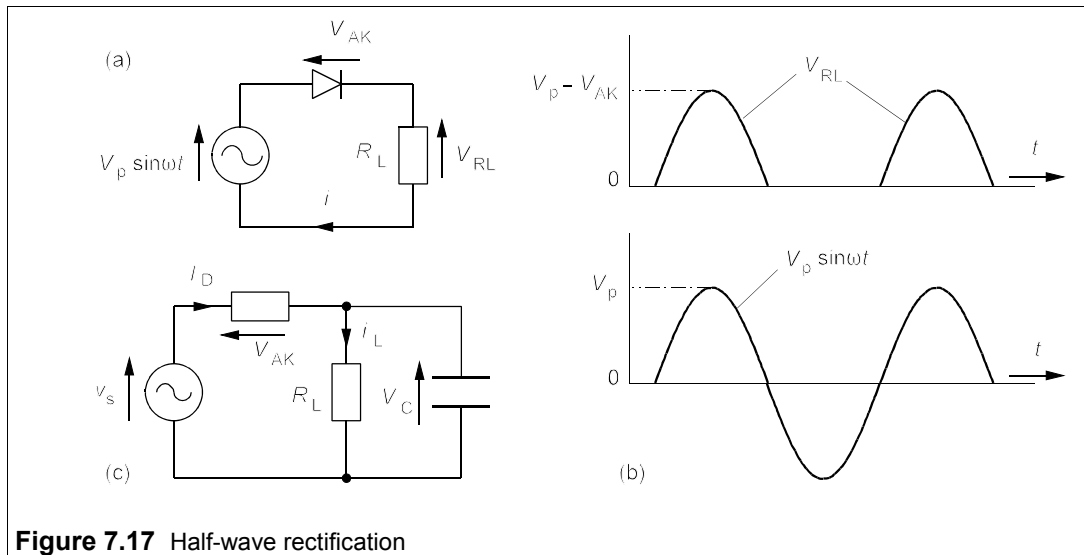 (a)
V_AK
V_p sinωt
R_L
V_RL
i
V_p – V_AK
V_RL
t
0
(c)
I_D
V_AK
i_L
v_s
R_L
V_C
V_p
V_p sinωt
t
0
(b)
Figure 7.17 Half-wave rectification